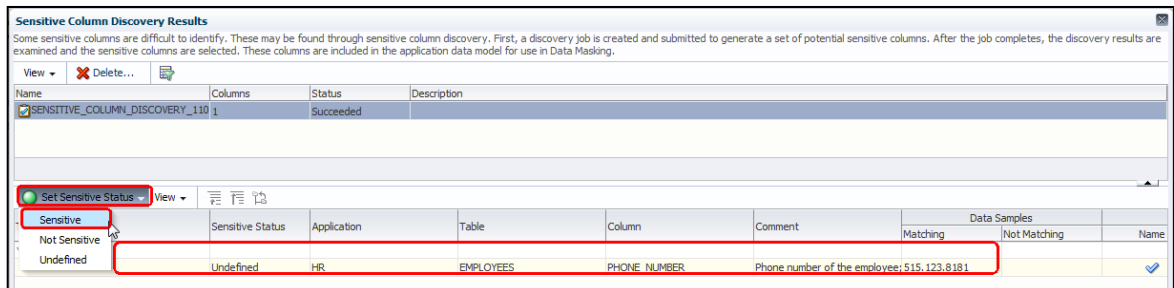 Sensitive Column Discovery Results
Some sensitive columns are difficult to identify. These may be found through sensitive column discovery. First, a discovery job is created and submitted to generate a set of potential sensitive columns. After the job completes, the discovery results are
examined and the sensitive columns are selected. These columns are included in the application data model for use in Data Masking.
View Delete...
Name Columns Status Description
SENSITIVE_COLUMN_DISCOVERY_110 1 Succeeded
Set Sensitive Status View
Sensitive
Not Sensitive
Undefined
Sensitive Status Application Table Column Comment Data Samples
Matching Not Matching Name
Undefined HR EMPLOYEES PHONE_NUMBER Phone number of the employee; 515.123.8181